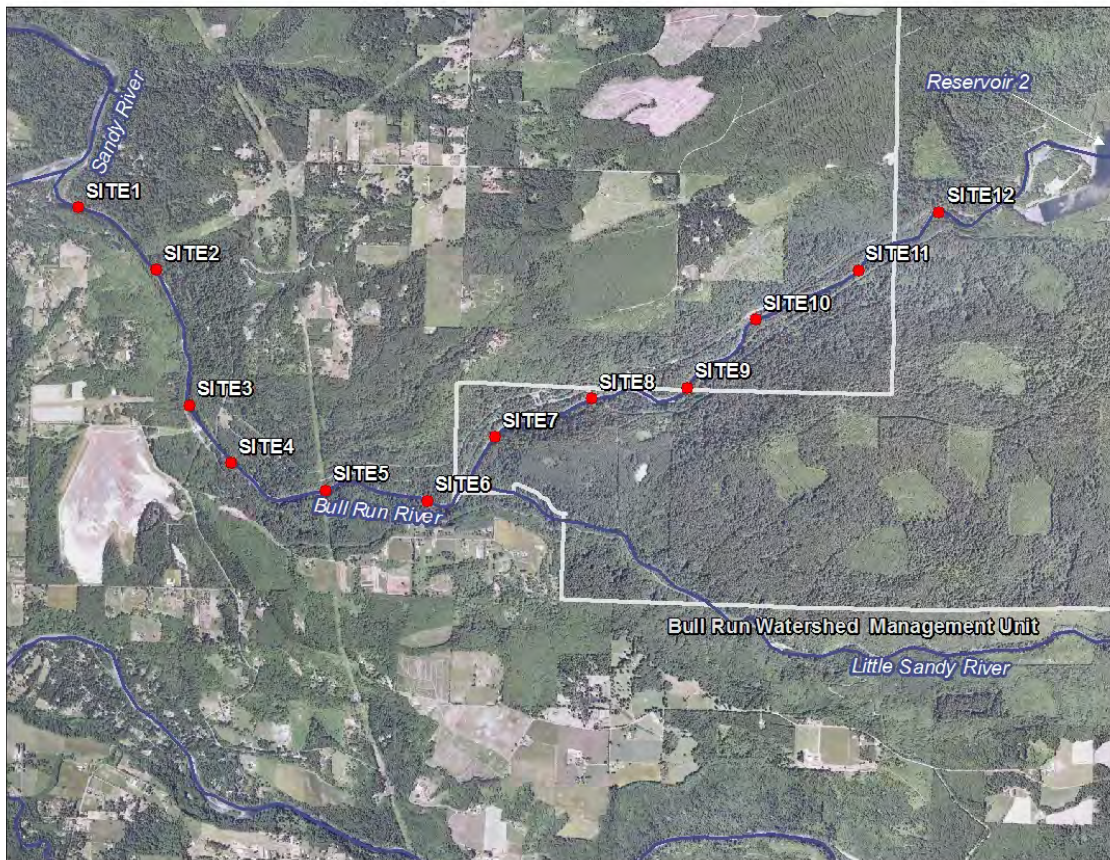 Reservoir 2
Sandy River
SITE1
SITE12
SITE2
SITE11
SITE10
SITE9
SITE8
SITE3
SITE7
SITE4
SITE5
SITE6
Bull Run River
Bull Run Watershed Management Unit
Little Sandy River